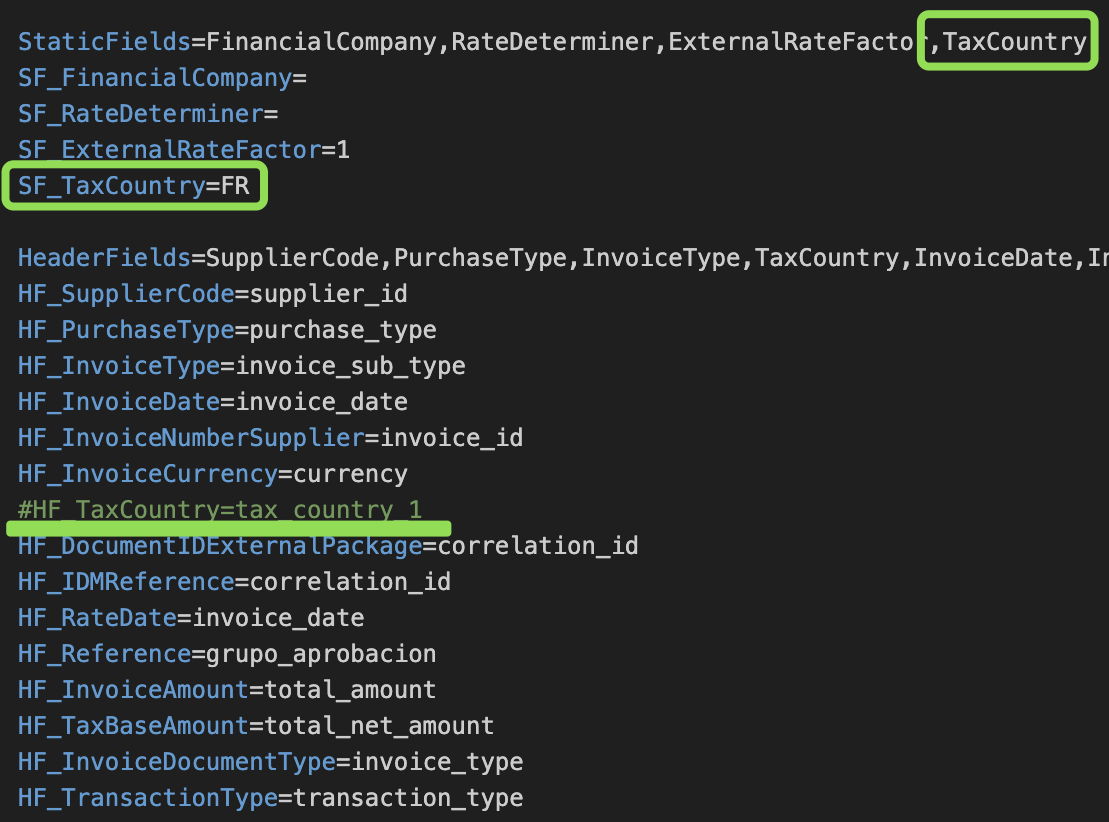 StaticFields=FinancialCompany,RateDeterminer,ExternalRateFactor,TaxCountry
SF_FinancialCompany=
SF_RateDeterminer=
SF_ExternalRateFactor=1
SF_TaxCountry=FR
HeaderFields=SupplierCode,PurchaseType,InvoiceType,TaxCountry,InvoiceDate,
HF_SupplierCode=supplier_id
HF_PurchaseType=purchase_type
HF_InvoiceType=invoice_sub_type
HF_InvoiceDate=invoice_date
HF_InvoiceNumberSupplier=invoice_id
HF_InvoiceCurrency=currency
#HF_TaxCountry=tax_country_1
HF_DocumentIDExternalPackage=correlation_id
HF_IDMReference=correlation_id
HF_RateDate=invoice_date
HF_Reference=grupo_aprobacion
HF_InvoiceAmount=total_amount
HF_TaxBaseAmount=total_net_amount
HF_InvoiceDocumentType=invoice_type
HF_TransactionType=transaction_type